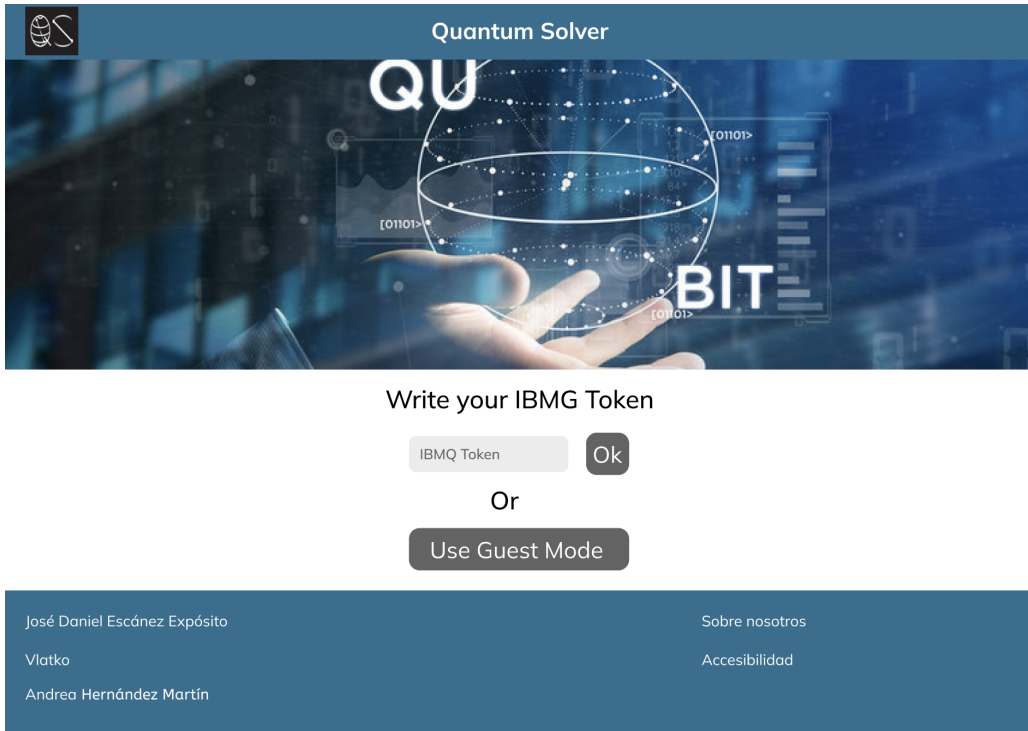 QS
Quantum Solver
QU
[01101>
[01101>
BIT
[01101>
Write your IBMG Token
IBMQ Token
Ok
Or
Use Guest Mode
José Daniel Escánez Expósito
Sobre nosotros
Vlatko
Accesibilidad
Andrea Hernández Martín